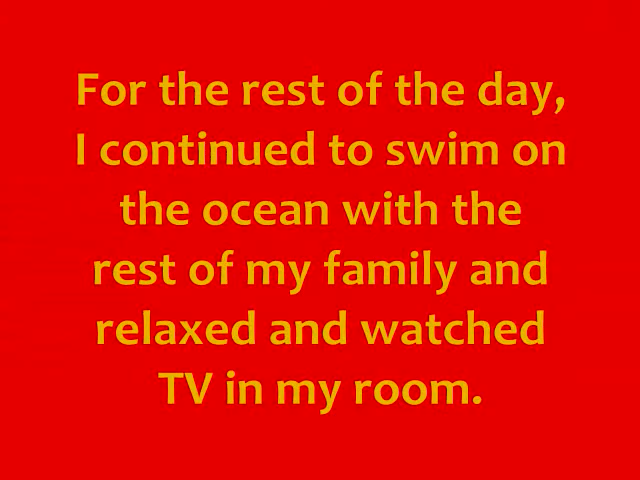 For the rest of the day,
I continued to swim on
the ocean with the
rest of my family and
relaxed and watched
TV in my room.